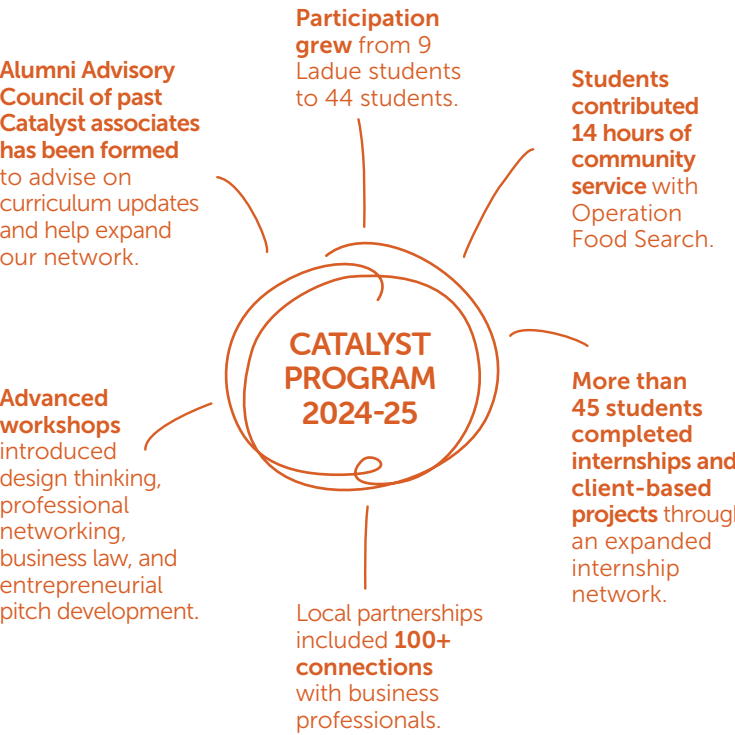 Participation
grew from 9
Ladue students
to 44 students.
Alumni Advisory
Council of past
Catalyst associates
has been formed
to advise on
curriculum updates
and help expand
our network.
Students
contributed
14 hours of
community
service with
Operation
Food Search.
CATALYST
PROGRAM
2024-25
Advanced
workshops
introduced
design thinking,
professional
networking,
business law, and
entrepreneurial
pitch development.
More than
45 students
completed
internships and
client-based
projects through
an expanded
internship
network.
Local partnerships
included 100+
connections
with business
professionals.